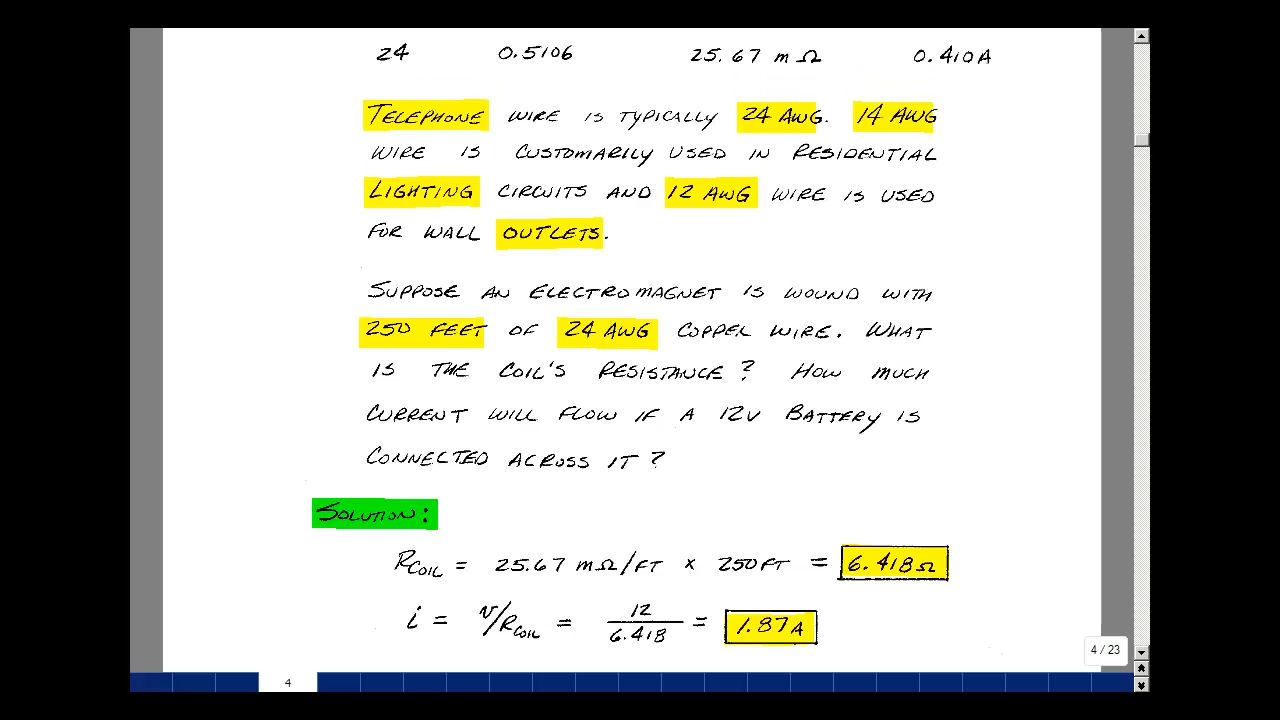 24 0.5106 25.67 mΩ 0.410A
TELEPHONE WIRE IS TYPICALLY 24 AWG. 14 AWG
WIRE IS CUSTOMARILY USED IN RESIDENTIAL
LIGHTING CIRCUITS AND 12 AWG WIRE IS USED
FOR WALL OUTLETS.
SUPPOSE AN ELECTROMAGNET IS WOUND WITH
250 FEET OF 24 AWG COPPER WIRE. WHAT
IS THE COIL'S RESISTANCE? HOW MUCH
CURRENT WILL FLOW IF A 12V BATTERY IS
CONNECTED ACROSS IT?
SOLUTION:
RCOIL = 25.67 mΩ/FT × 250FT = 6.418Ω
i = V/RCOIL = 12/6.418 = 1.87A
4 / 23
4